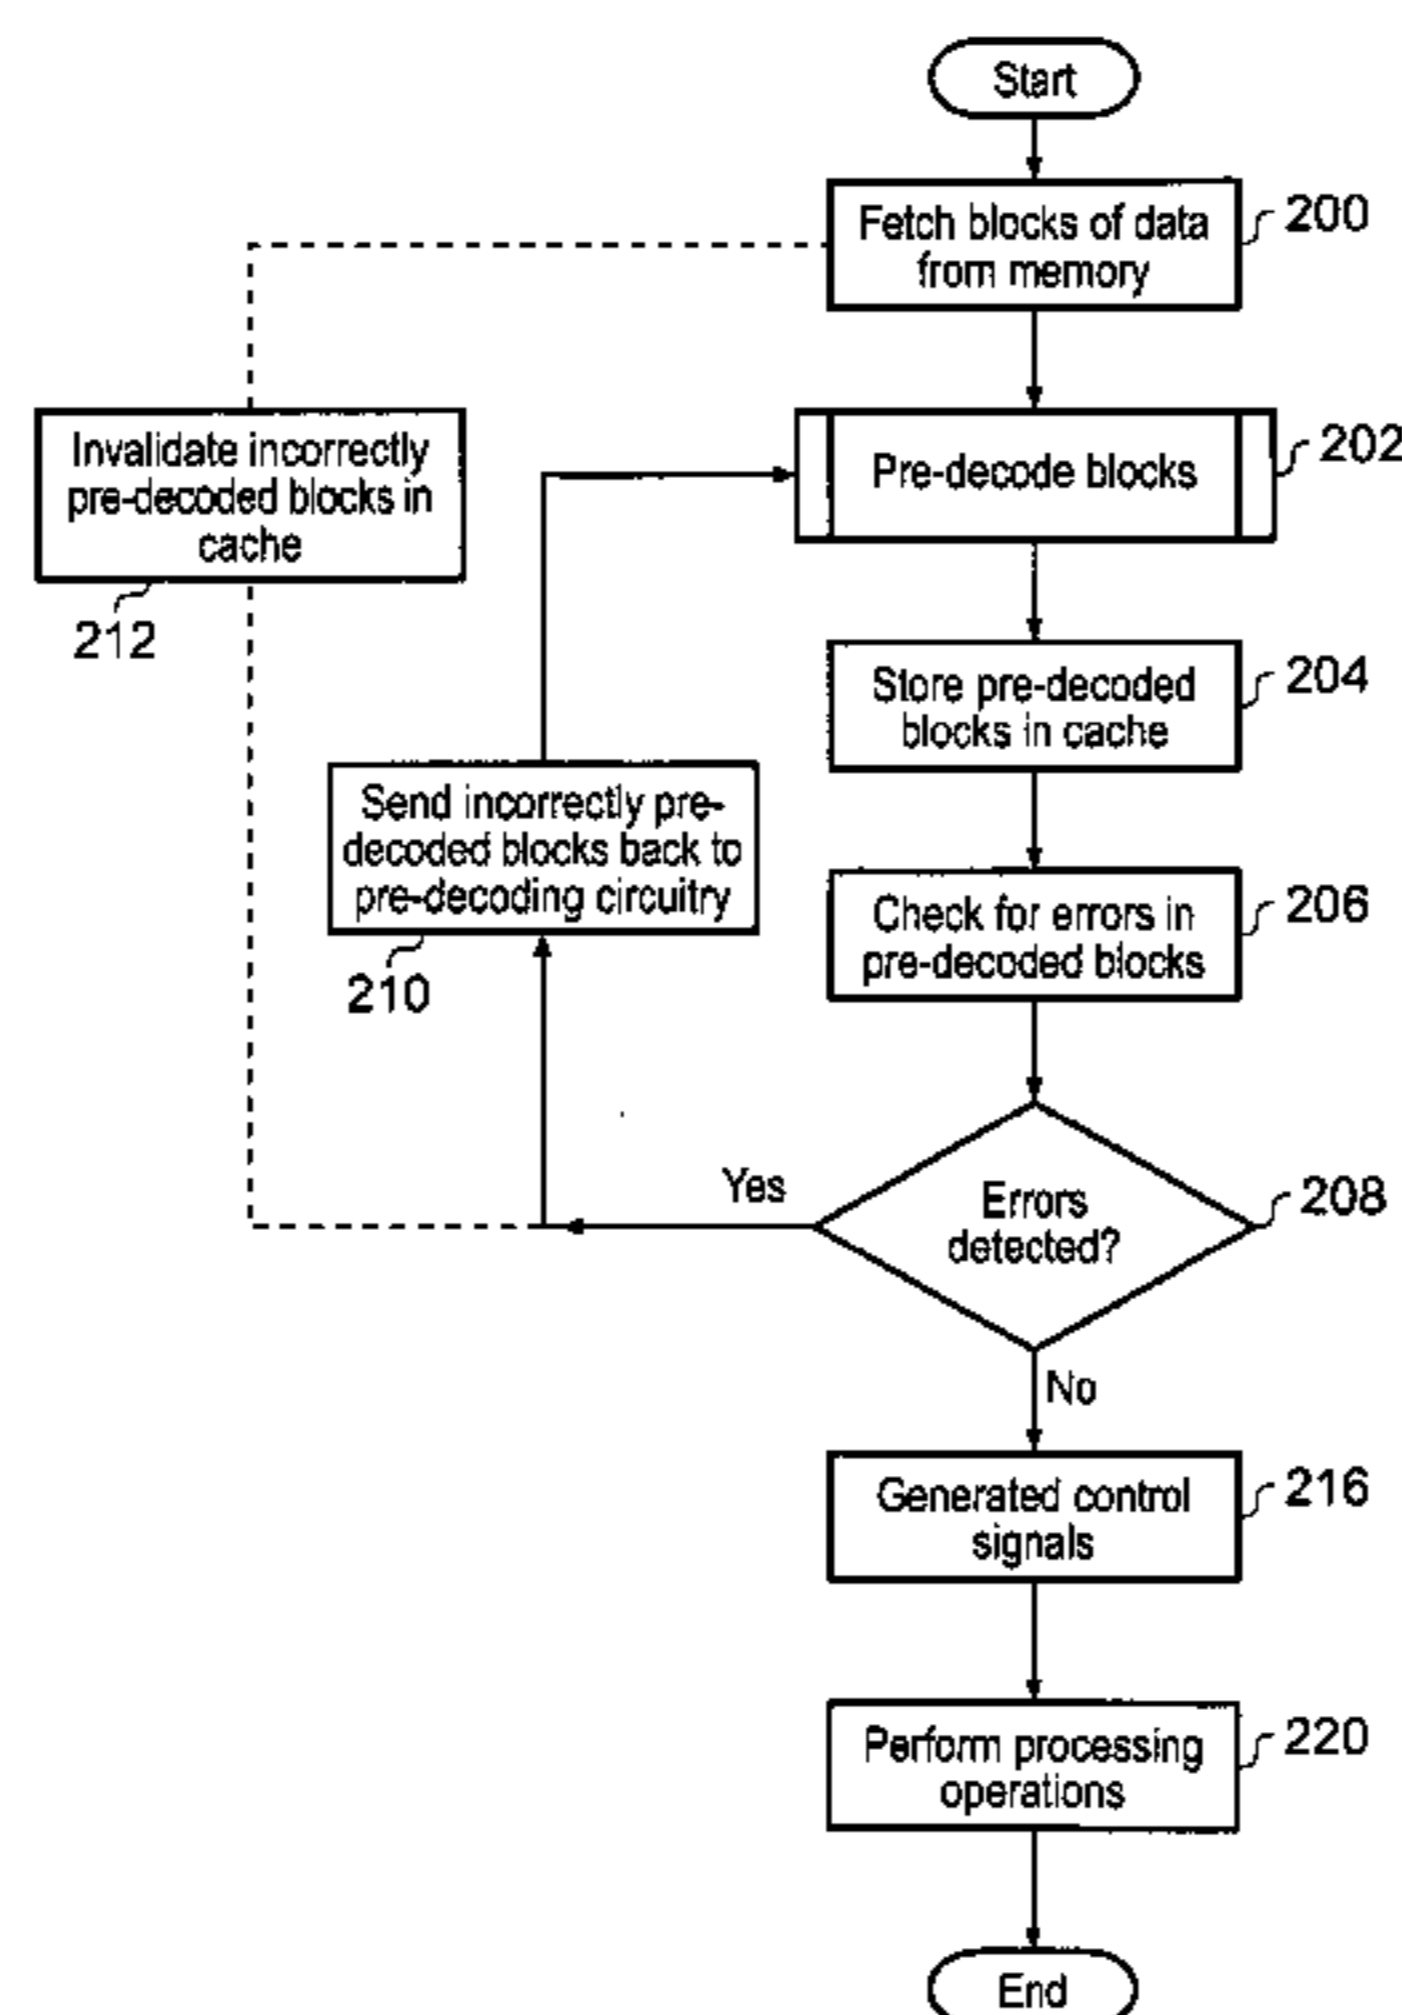 Start
Fetch blocks of data
from memory
200
Invalidate incorrectly
pre-decoded blocks in
cache
212
Pre-decode blocks
202
Store pre-decoded
blocks in cache
204
Send incorrectly pre-
decoded blocks back to
pre-decoding circuitry
210
Check for errors in
pre-decoded blocks
206
Yes
Errors
detected?
208
No
Generated control
signals
216
Perform processing
operations
220
End